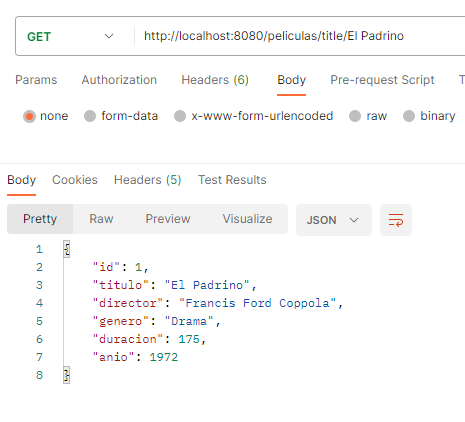 GET http://localhost:8080/peliculas/title/El Padrino
Params Authorization Headers (6) Body Pre-request Script T
none form-data x-www-form-urlencoded raw binary
Body Cookies Headers (5) Test Results
Pretty Raw Preview Visualize JSON
1 {
2 "id": 1,
3 "titulo": "El Padrino",
4 "director": "Francis Ford Coppola",
5 "genero": "Drama",
6 "duracion": 175,
7 "anio": 1972
8 }